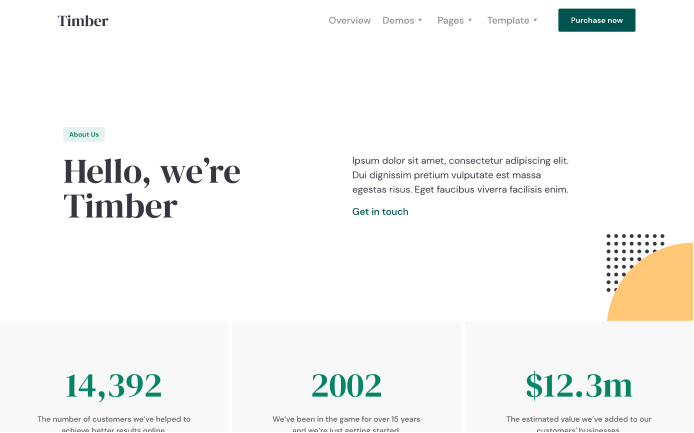 Timber
Overview Demos Pages Template Purchase now
About Us
Hello, we're
Timber
Ipsum dolor sit amet, consectetur adipiscing elit.
Dui dignissim pretium vulputate est massa
egestas risus. Eget faucibus viverra facilisis enim.
Get in touch
14,392
The number of customers we've helped to
achieve better results online.
2002
We've been in the game for over 15 years
and we're just getting started.
$12.3m
The estimated value we've added to our
customers' businesses.